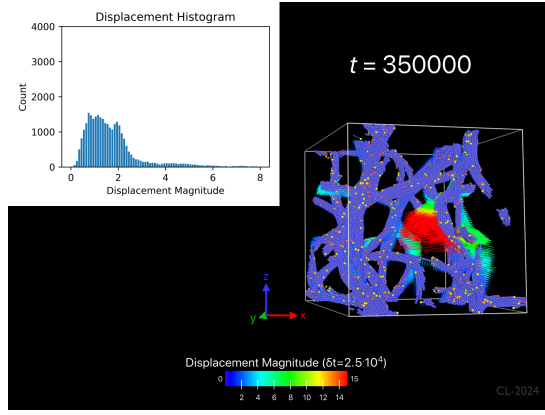 Displacement Histogram
4000
3000
2000
1000
0
Count
0 2 4 6 8
Displacement Magnitude
t = 350000
z
y x
Displacement Magnitude (δt=2.5·10⁴)
0 15
2 4 6 8 10 12 14
CL-2024